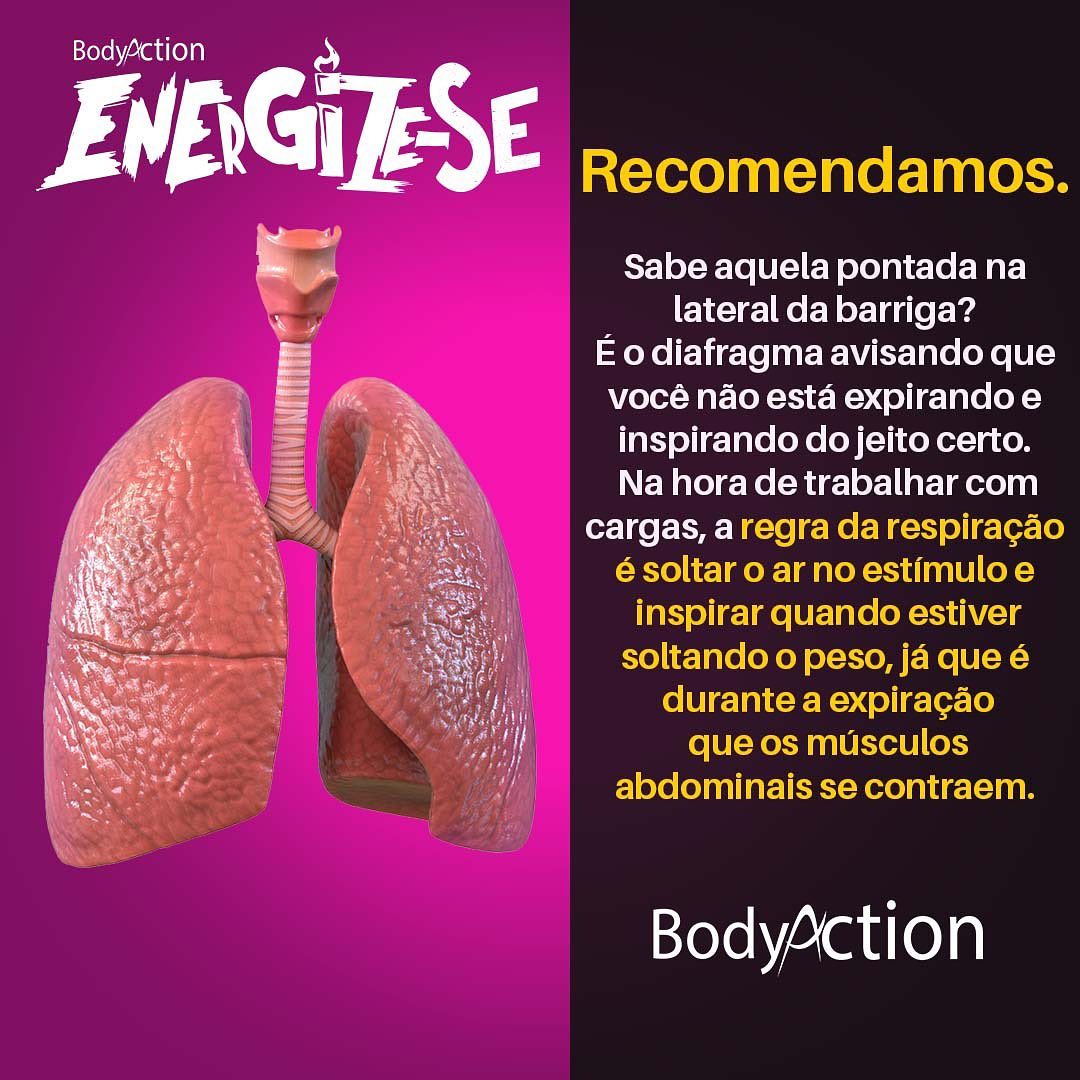 BodyAction
ENERGIZE-SE
Recomendamos.
Sabe aquela pontada na
lateral da barriga?
É o diafragma avisando que
você não está expirando e
inspirando do jeito certo.
Na hora de trabalhar com
cargas, a regra da respiração
é soltar o ar no estímulo e
inspirar quando estiver
soltando o peso, já que é
durante a expiração
que os músculos
abdominais se contraem.
BodyAction